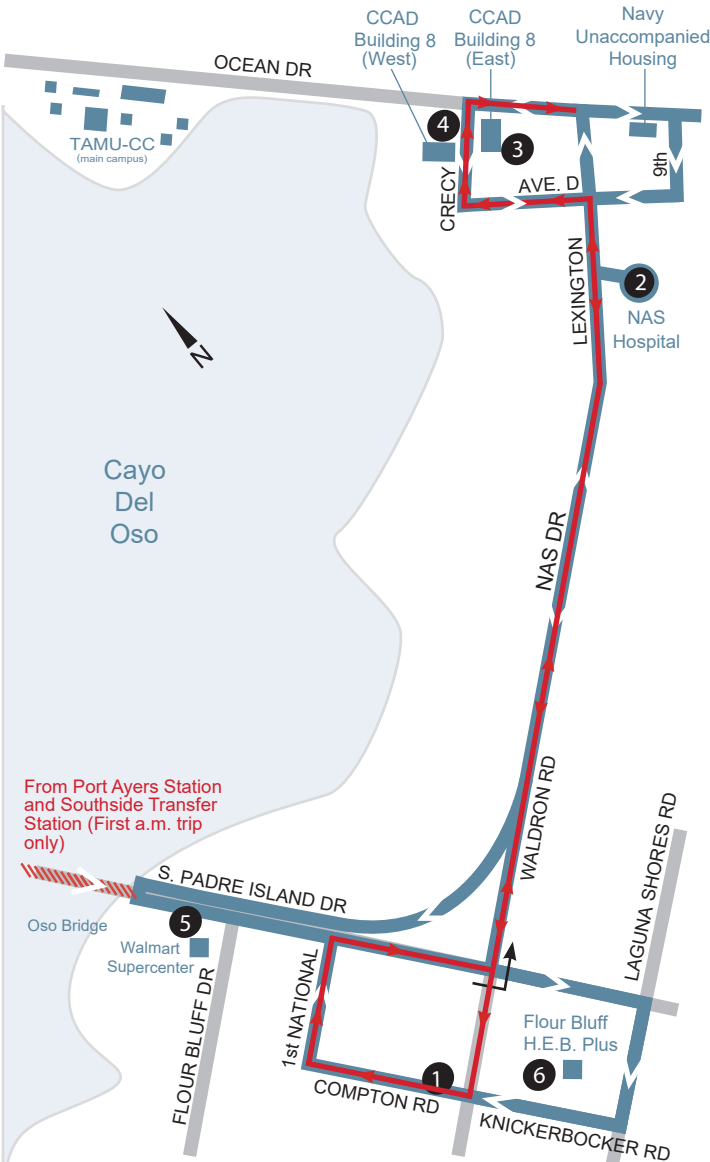 CCAD
Building 8
(West)
CCAD
Building 8
(East)
Navy
Unaccompanied
Housing
OCEAN DR
TAMU-CC
(main campus)
4
3
9th
AVE. D
CRECY
LEXINGTON
2
NAS
Hospital
N
Cayo
Del
Oso
NAS DR
WALDRON RD
LAGUNA SHORES RD
From Port Ayers Station
and Southside Transfer
Station (First a.m. trip
only)
S. PADRE ISLAND DR
Oso Bridge
5
Walmart
Supercenter
FLOUR BLUFF DR
1st NATIONAL
Flour Bluff
H.E.B. Plus
6
1
COMPTON RD
KNICKERBOCKER RD